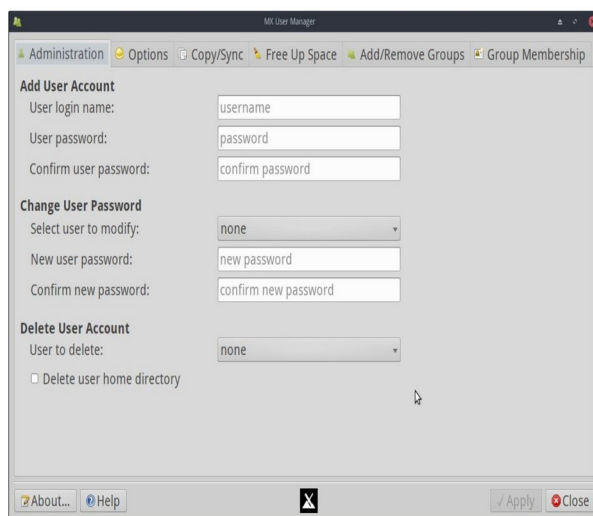 MX User Manager
Administration Options Copy/Sync Free Up Space Add/Remove Groups Group Membership
Add User Account
User login name: username
User password: password
Confirm user password: confirm password
Change User Password
Select user to modify: none
New user password: new password
Confirm new password: confirm new password
Delete User Account
User to delete: none
Delete user home directory
About... Help Apply Close